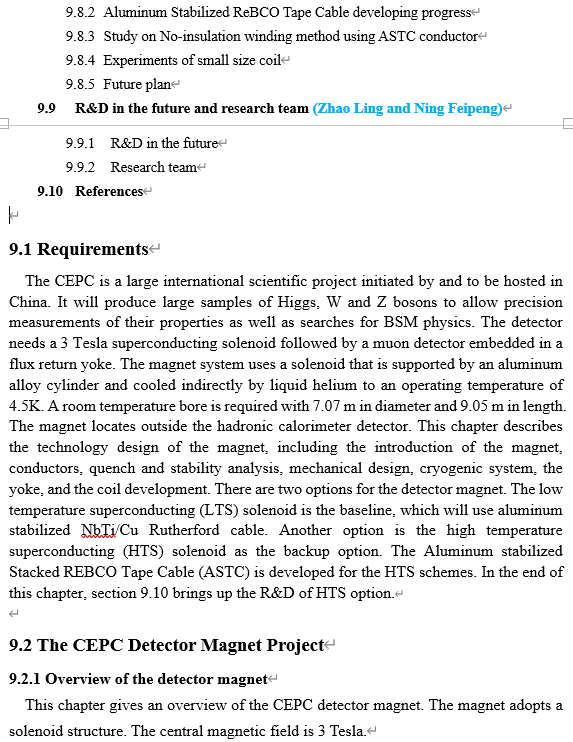 9.8.2 Aluminum Stabilized ReBCO Tape Cable developing progress
9.8.3 Study on No-insulation winding method using ASTC conductor
9.8.4 Experiments of small size coil
9.8.5 Future plan
9.9 R&D in the future and research team (Zhao Ling and Ning Feipeng)
9.9.1 R&D in the future
9.9.2 Research team
9.10 References
9.1 Requirements
The CEPC is a large international scientific project initiated by and to be hosted in
China. It will produce large samples of Higgs, W and Z bosons to allow precision
measurements of their properties as well as searches for BSM physics. The detector
needs a 3 Tesla superconducting solenoid followed by a muon detector embedded in a
flux return yoke. The magnet system uses a solenoid that is supported by an aluminum
alloy cylinder and cooled indirectly by liquid helium to an operating temperature of
4.5K. A room temperature bore is required with 7.07 m in diameter and 9.05 m in length.
The magnet locates outside the hadronic calorimeter detector. This chapter describes
the technology design of the magnet, including the introduction of the magnet,
conductors, quench and stability analysis, mechanical design, cryogenic system, the
yoke, and the coil development. There are two options for the detector magnet. The low
temperature superconducting (LTS) solenoid is the baseline, which will use aluminum
stabilized NbTi/Cu Rutherford cable. Another option is the high temperature
superconducting (HTS) solenoid as the backup option. The Aluminum stabilized
Stacked REBCO Tape Cable (ASTC) is developed for the HTS schemes. In the end of
this chapter, section 9.10 brings up the R&D of HTS option.
9.2 The CEPC Detector Magnet Project
9.2.1 Overview of the detector magnet
This chapter gives an overview of the CEPC detector magnet. The magnet adopts a
solenoid structure. The central magnetic field is 3 Tesla.